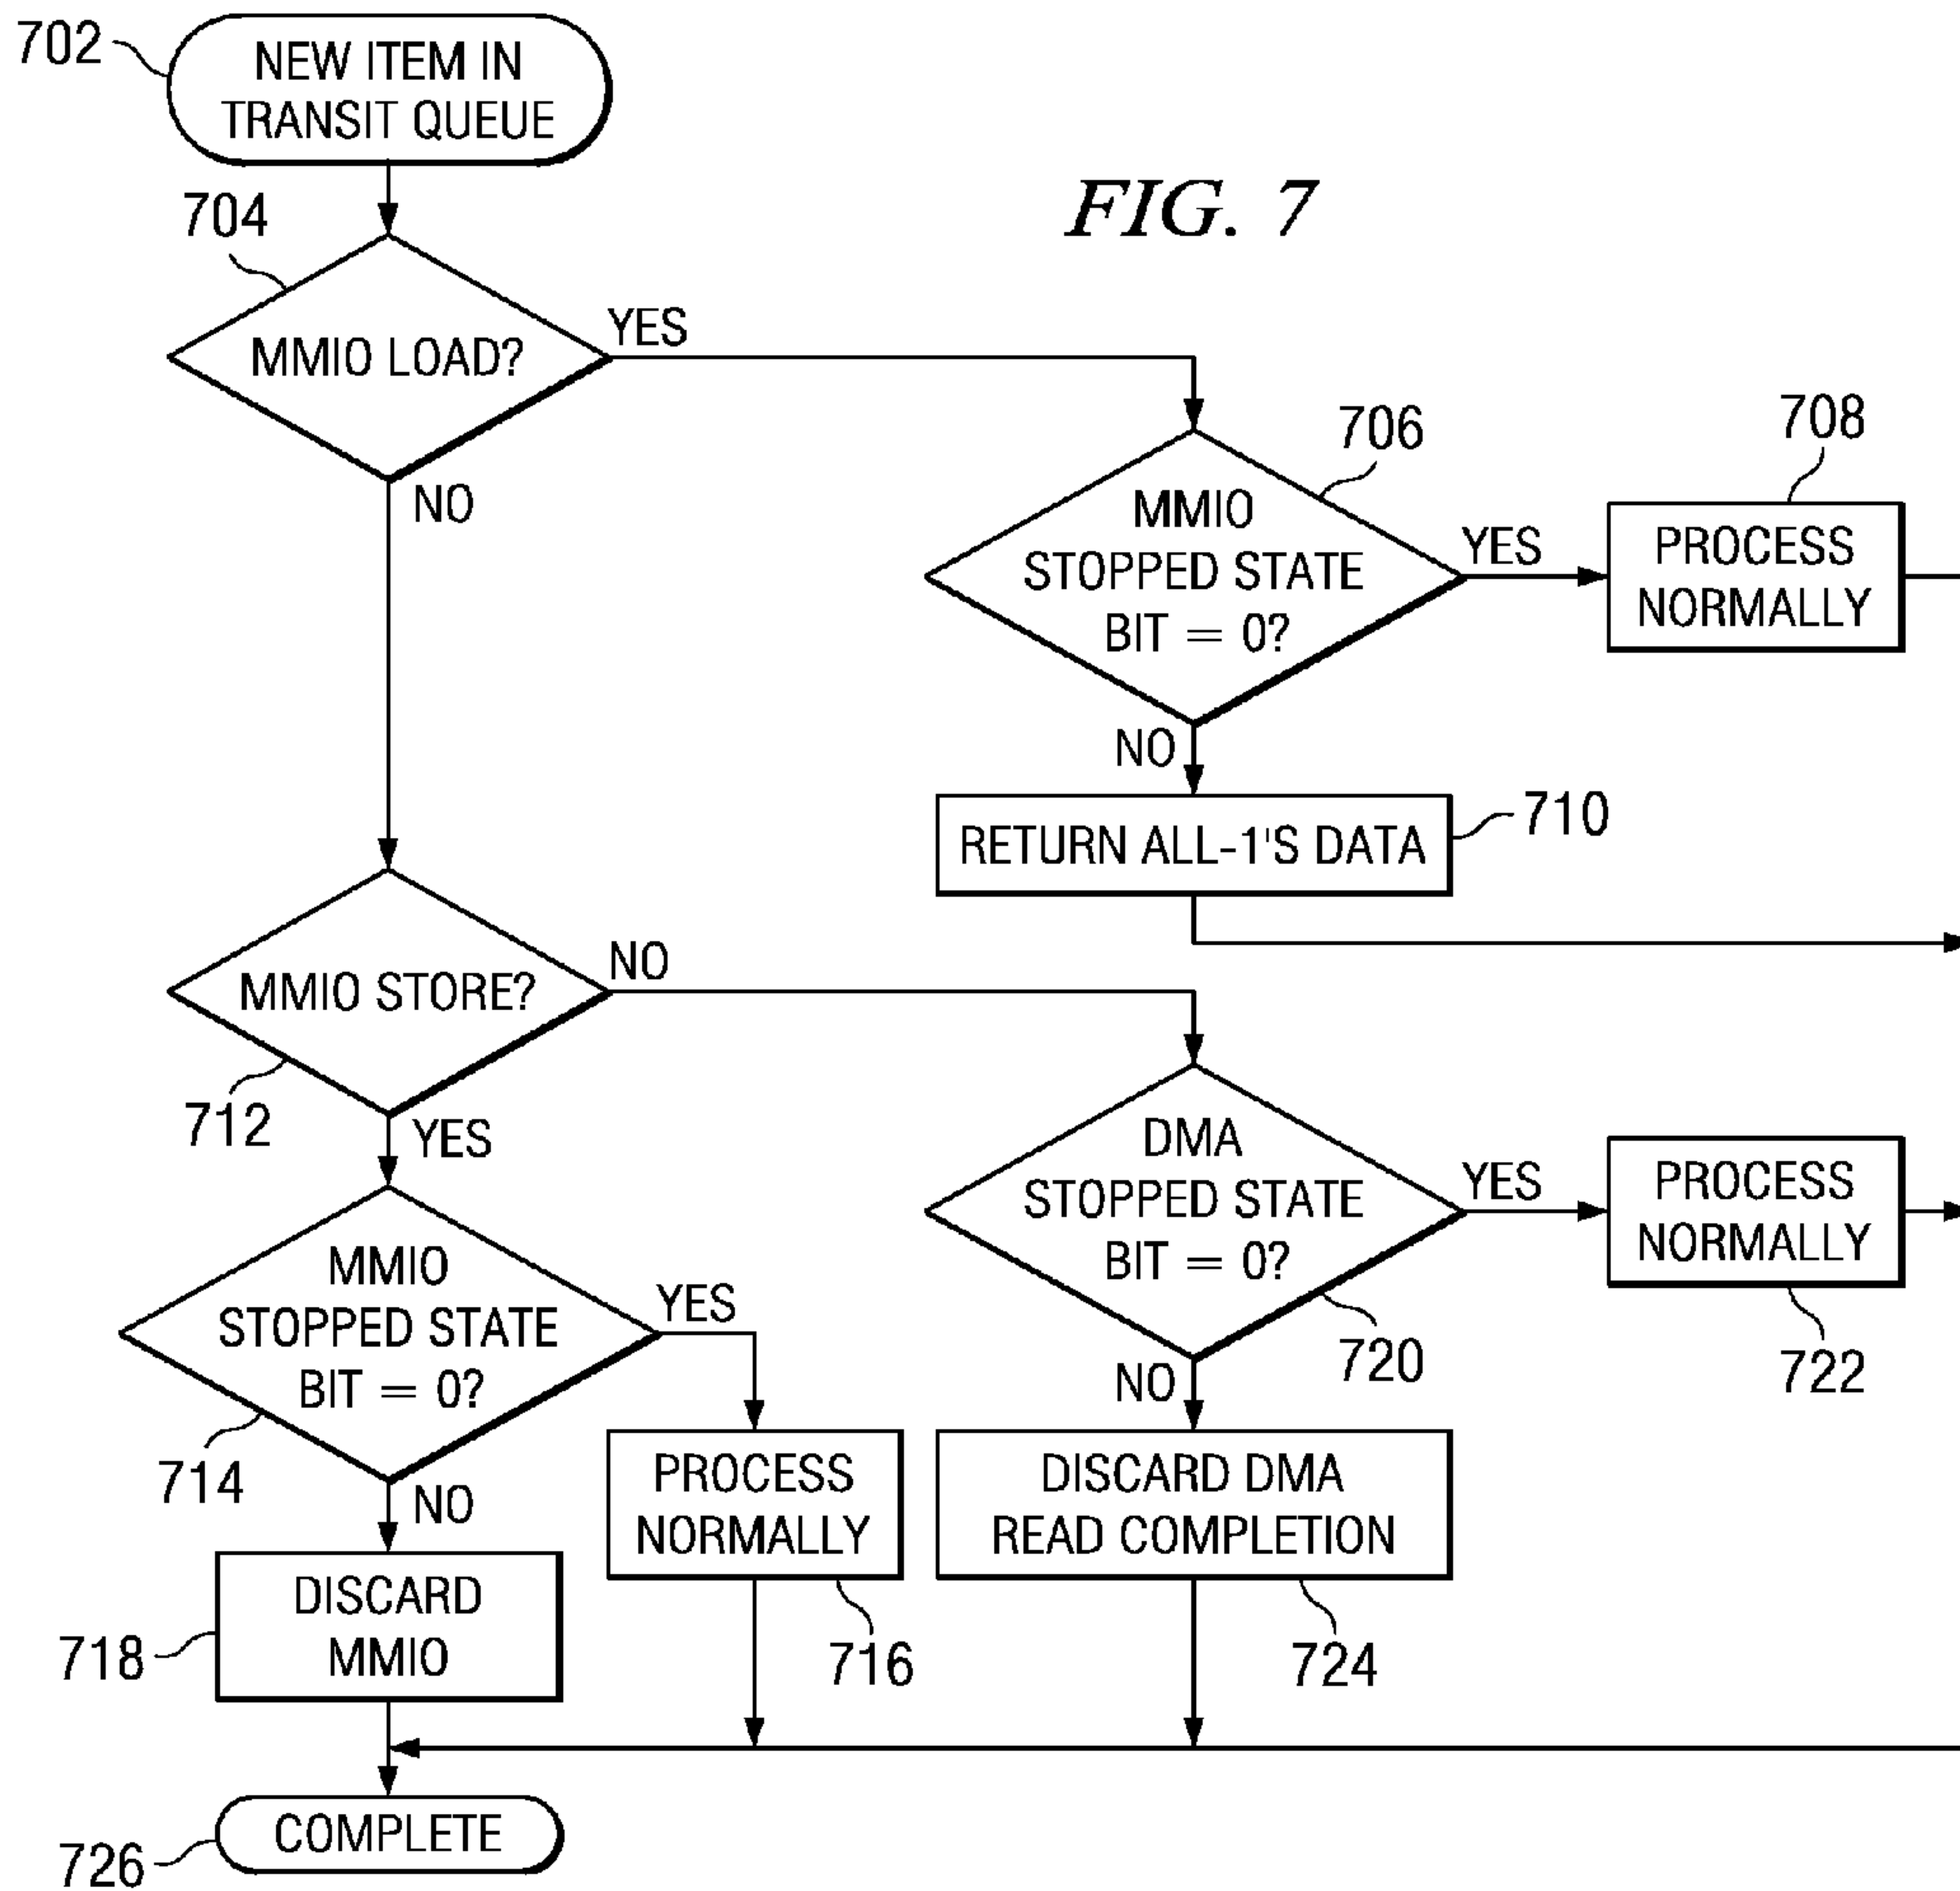 702
NEW ITEM IN
TRANSIT QUEUE
FIG. 7
704
MMIO LOAD?
YES
NO
706
MMIO
STOPPED STATE
BIT = 0?
YES
708
PROCESS
NORMALLY
NO
RETURN ALL-1'S DATA
710
MMIO STORE?
NO
712
YES
DMA
STOPPED STATE
BIT = 0?
YES
PROCESS
NORMALLY
722
720
NO
MMIO
STOPPED STATE
BIT = 0?
YES
714
NO
PROCESS
NORMALLY
716
DISCARD DMA
READ COMPLETION
724
DISCARD
MMIO
718
COMPLETE
726